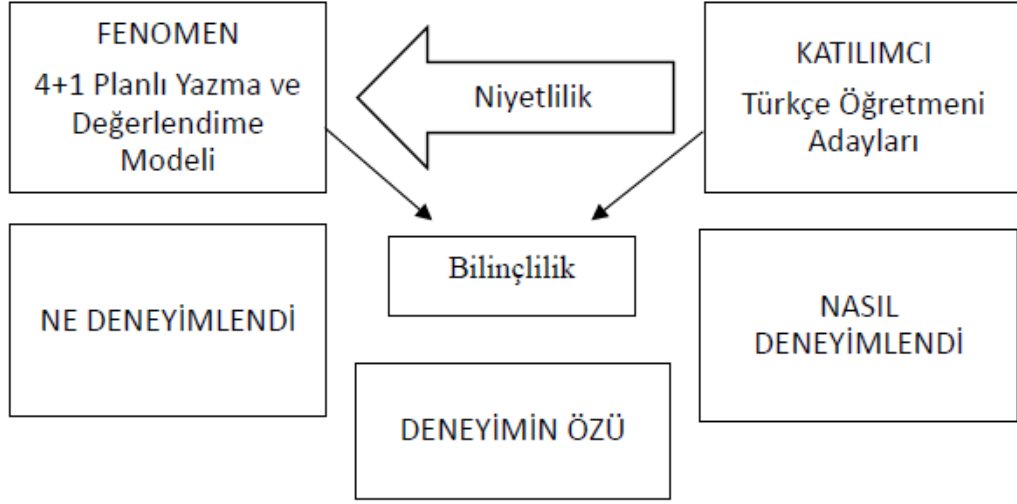 FENOMEN
4+1 Planlı Yazma ve
Değerlendime
Modeli
Niyetlilik
KATILIMCI
Türkçe Öğretmeni
Adayları
Bilinçlilik
NE DENEYİMLENDİ
NASIL
DENEYİMLENDİ
DENEYİMİN ÖZÜ